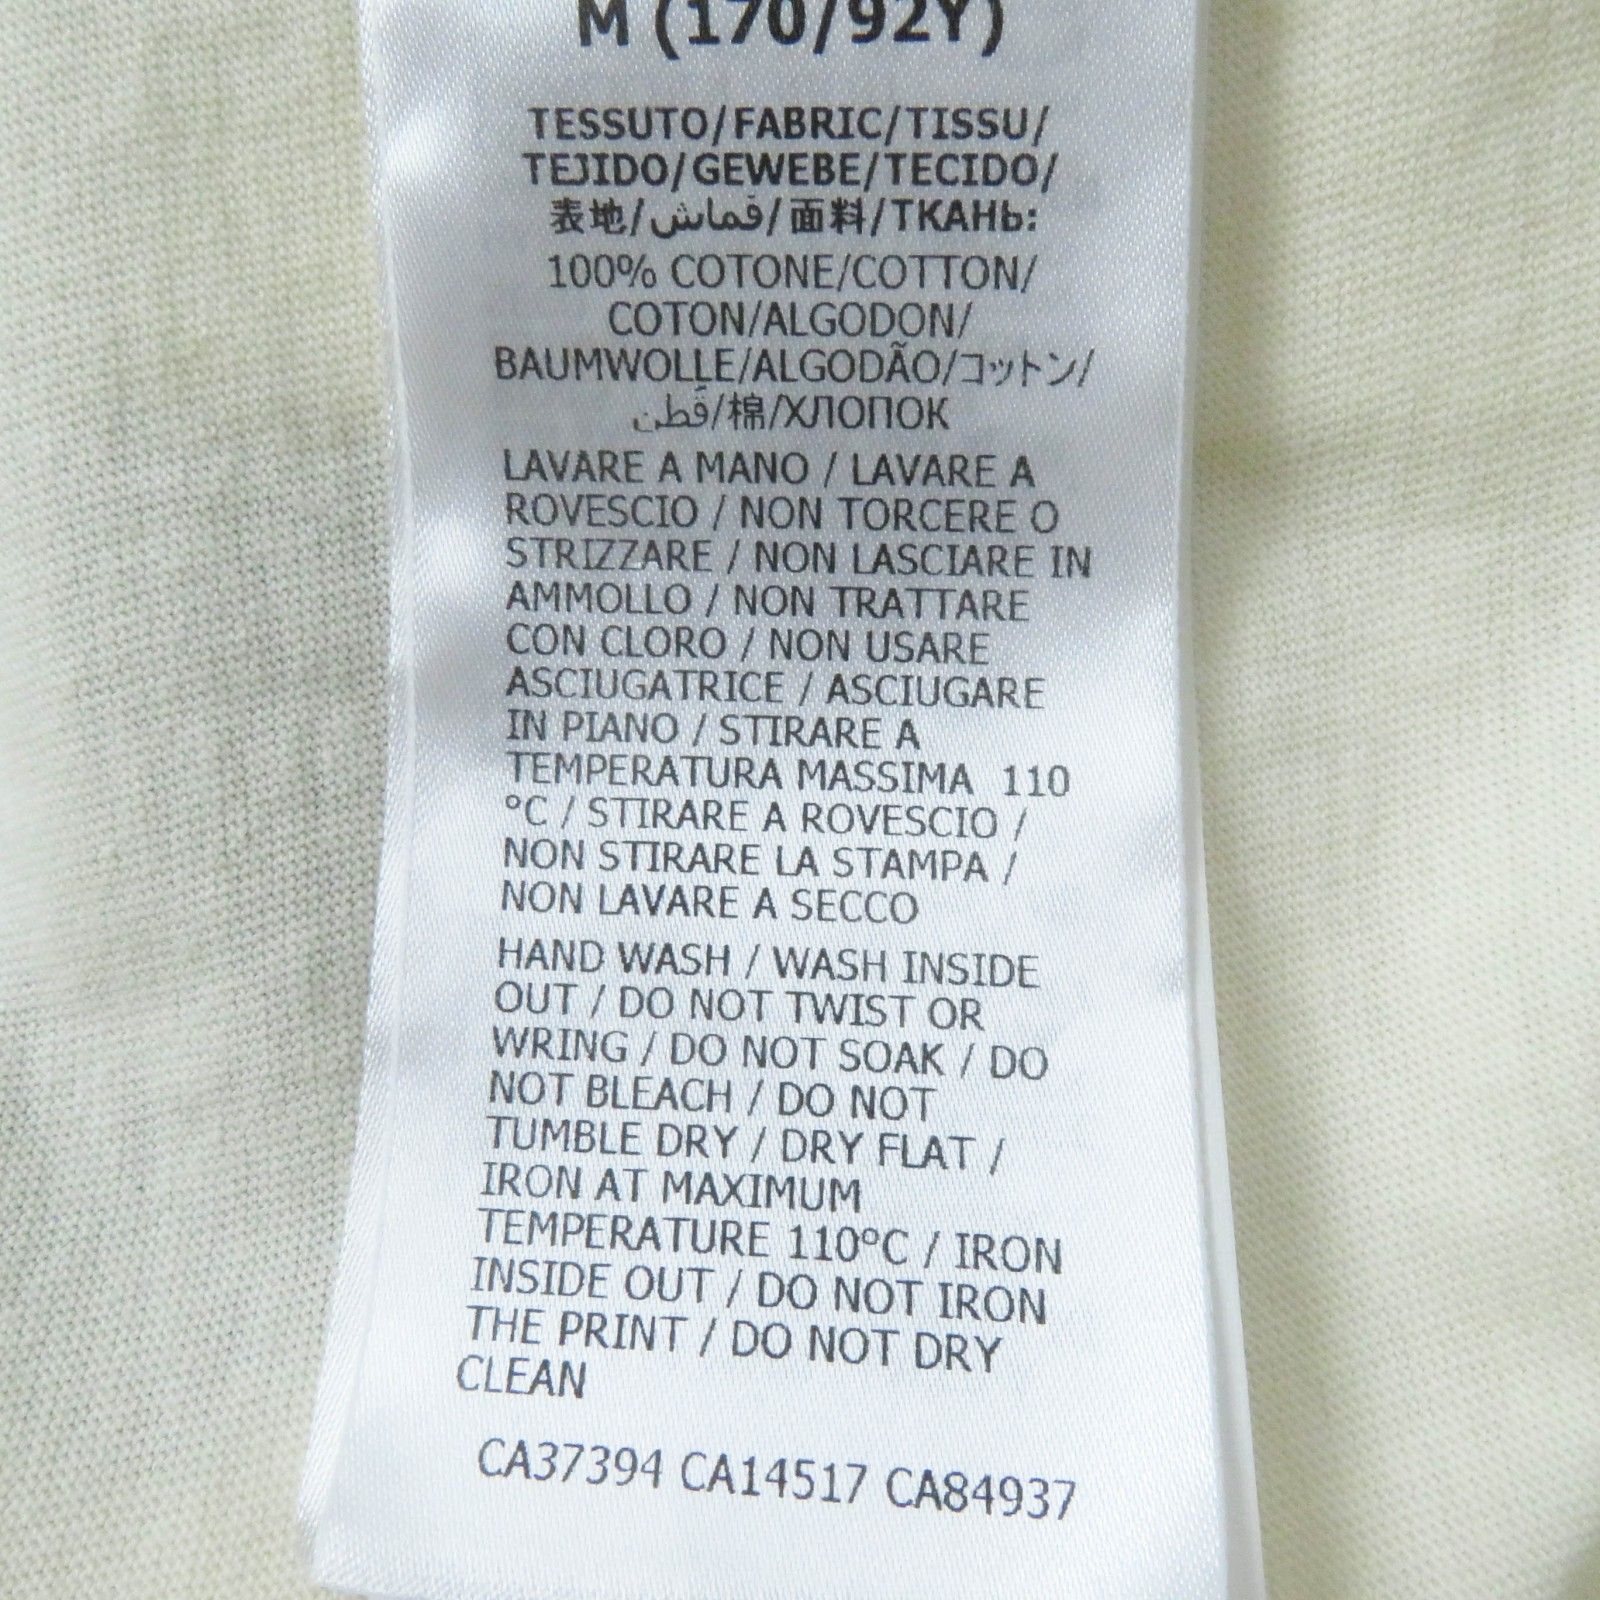 M (170/92Y)
TESSUTO/FABRIC/TISSU/
TEJIDO/GEWEBE/TECIDO/
表地/قماش/面料/ТКАНЬ:
100% COTONE/COTTON/
COTON/ALGODON/
BAUMWOLLE/ALGODÃO/コットン/
قَطن/棉/ХЛОПОК
LAVARE A MANO / LAVARE A
ROVESCIO / NON TORCERE O
STRIZZARE / NON LASCIARE IN
AMMOLLO / NON TRATTARE
CON CLORO / NON USARE
ASCIUGATRICE / ASCIUGARE
IN PIANO / STIRARE A
TEMPERATURA MASSIMA 110
°C / STIRARE A ROVESCIO /
NON STIRARE LA STAMPA /
NON LAVARE A SECCO
HAND WASH / WASH INSIDE
OUT / DO NOT TWIST OR
WRING / DO NOT SOAK / DO
NOT BLEACH / DO NOT
TUMBLE DRY / DRY FLAT /
IRON AT MAXIMUM
TEMPERATURE 110°C / IRON
INSIDE OUT / DO NOT IRON
THE PRINT / DO NOT DRY
CLEAN
CA37394 CA14517 CA84937